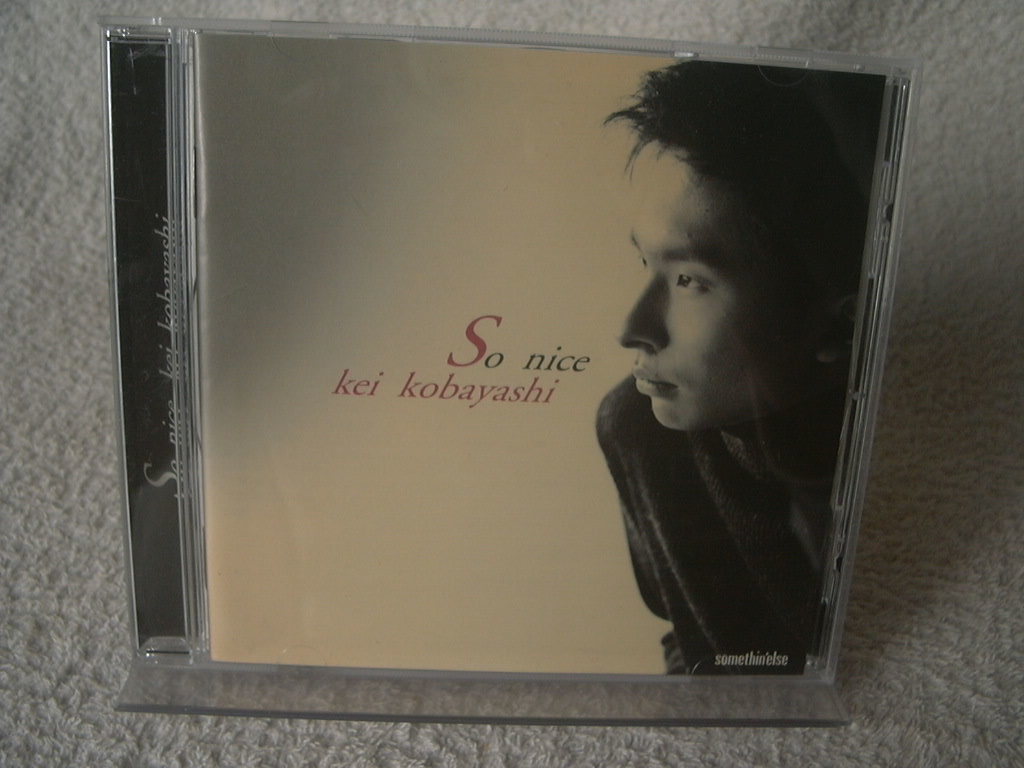 So nice
kei kobayashi
So nice kei kobayashi
somethin'else